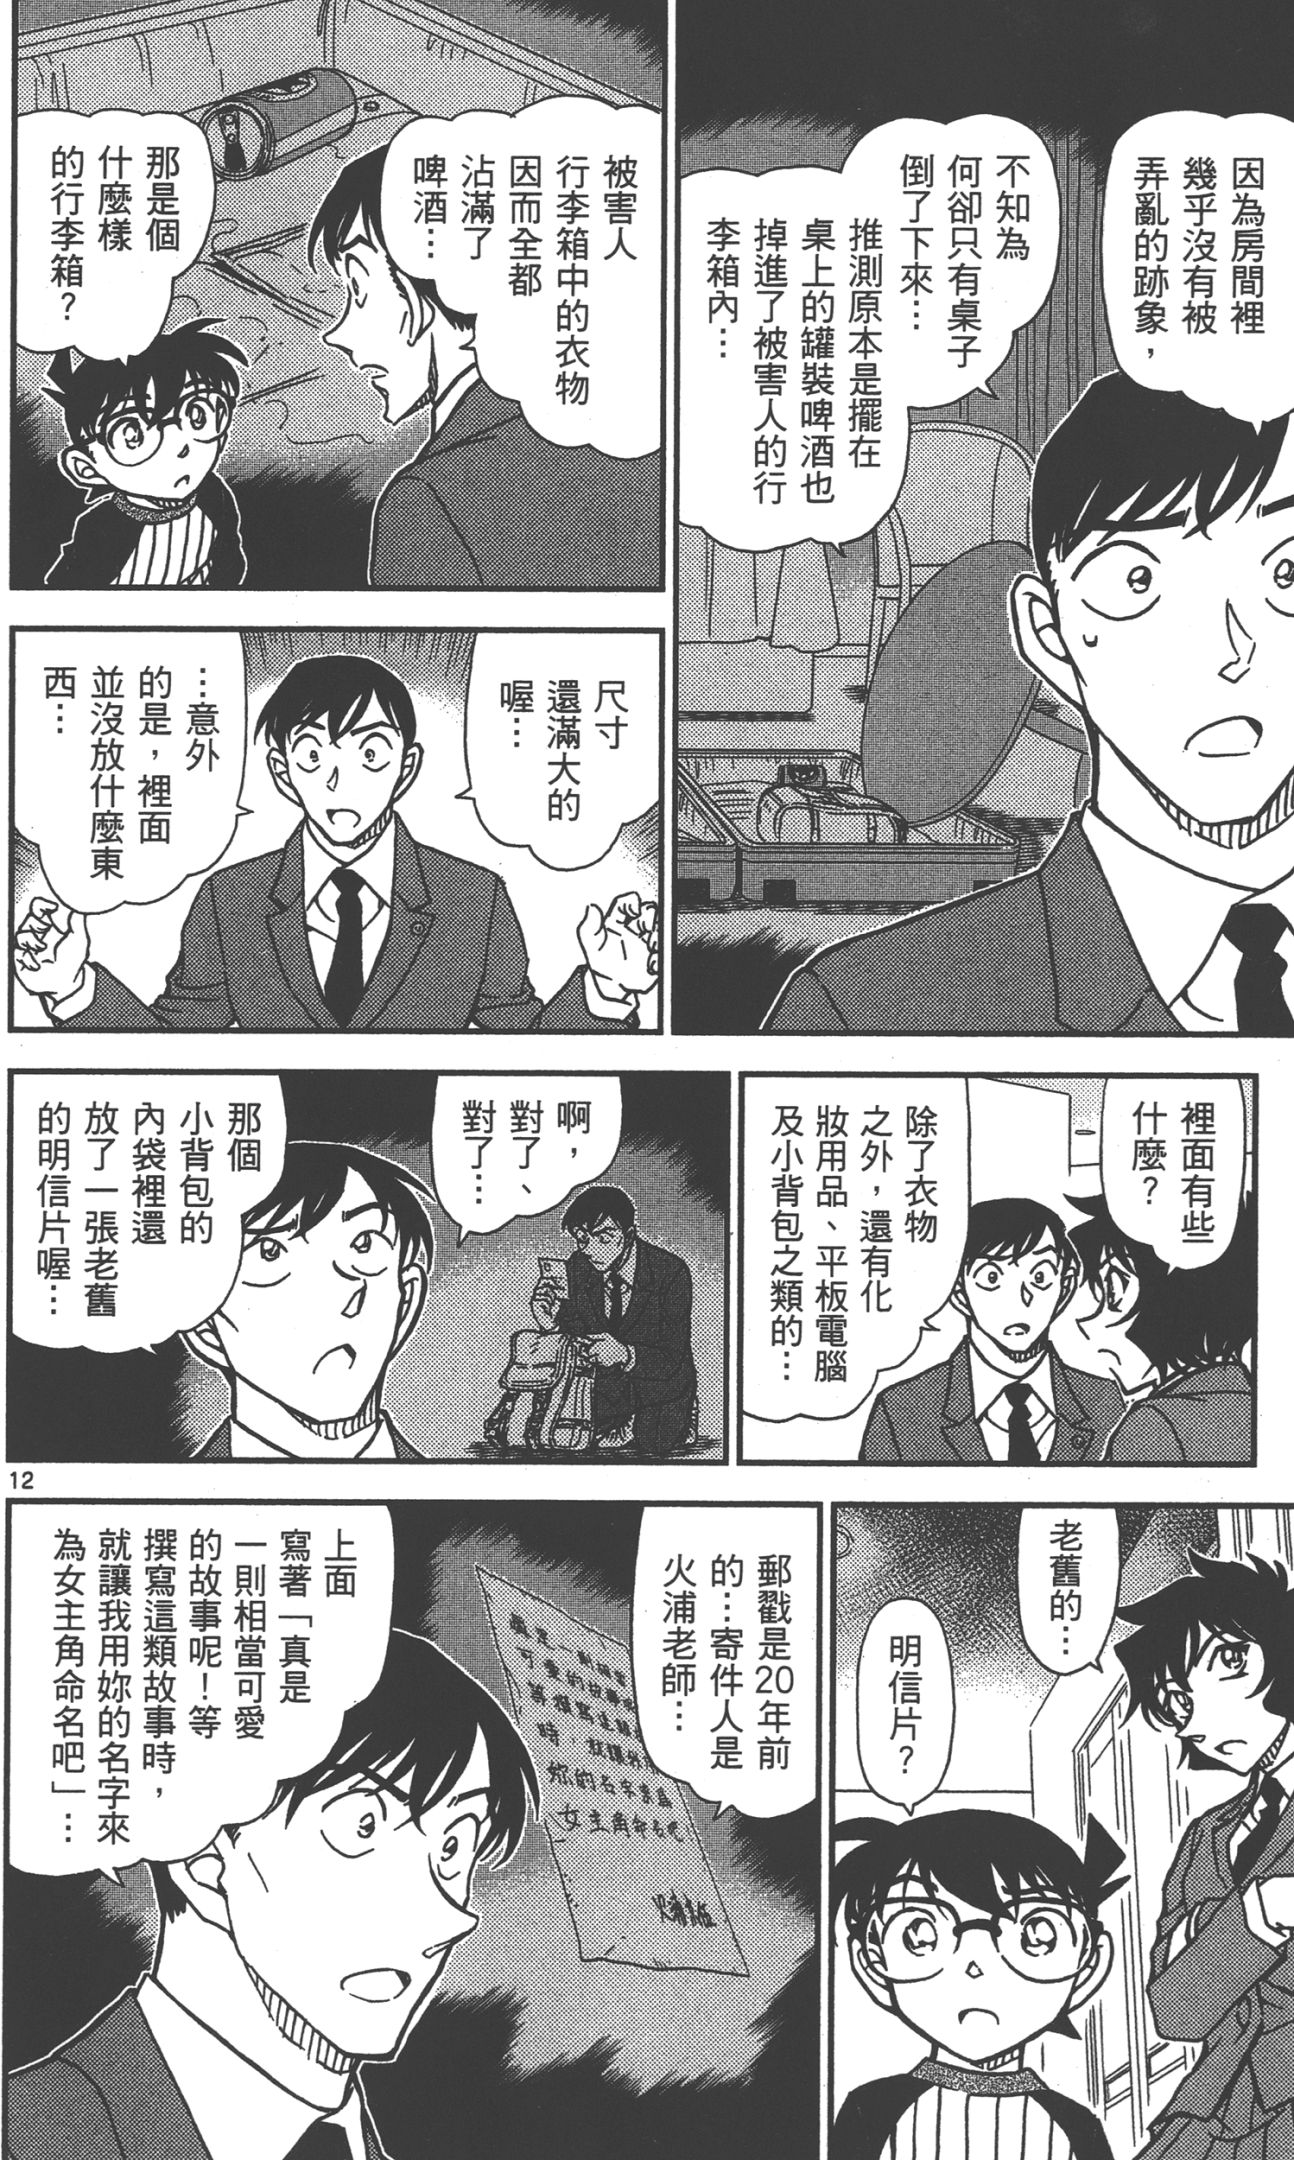 因為房間裡
幾乎沒有被
弄亂的跡象，
不知為
何卻只有桌子
倒了下來…
推測原本是擺在
桌上的罐裝啤酒也
掉進了被害人的行
李箱內…
被害人
行李箱中的衣物
因而全都
沾滿了
啤酒…
那是個
什麼樣
的行李箱？
尺寸
還滿大的
喔…
…意外
的是，裡面
並沒放什麼東
西…
裡面有些
什麼？
除了衣物
之外，還有化
妝用品、平板電腦
及小背包之類的…
啊，
對了、
對了…
那個
小背包的
內袋裡還
放了一張老舊
的明信片喔…
12
老舊的…
明信片？
郵戳是20年前
的…寄件人是
火浦老師…
上面
寫著「真是
一則相當可愛
的故事呢！等
撰寫這類故事時，
就讓我用妳的名字來
為女主角命名吧」…